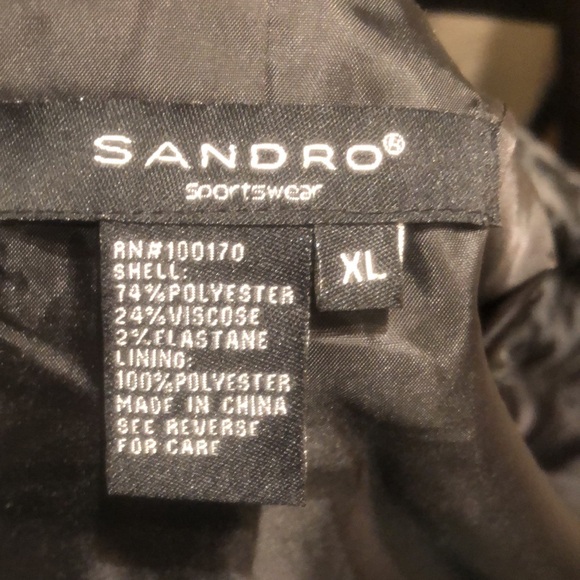 SANDRO®
Sportswear
XL
RN#100170
SHELL:
74%POLYESTER
24%VISCOSE
2%ELASTANE
LINING:
100%POLYESTER
MADE IN CHINA
SEE REVERSE
FOR CARE